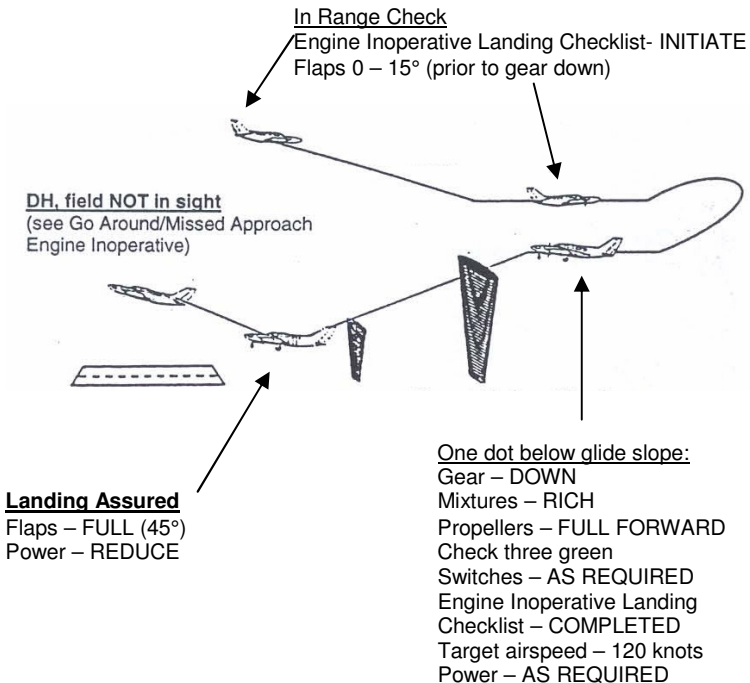 In Range Check
Engine Inoperative Landing Checklist- INITIATE
Flaps 0 – 15° (prior to gear down)
DH, field NOT in sight
(see Go Around/Missed Approach
Engine Inoperative)
Landing Assured
Flaps – FULL (45°)
Power – REDUCE
One dot below glide slope:
Gear – DOWN
Mixtures – RICH
Propellers – FULL FORWARD
Check three green
Switches – AS REQUIRED
Engine Inoperative Landing
Checklist – COMPLETED
Target airspeed – 120 knots
Power – AS REQUIRED